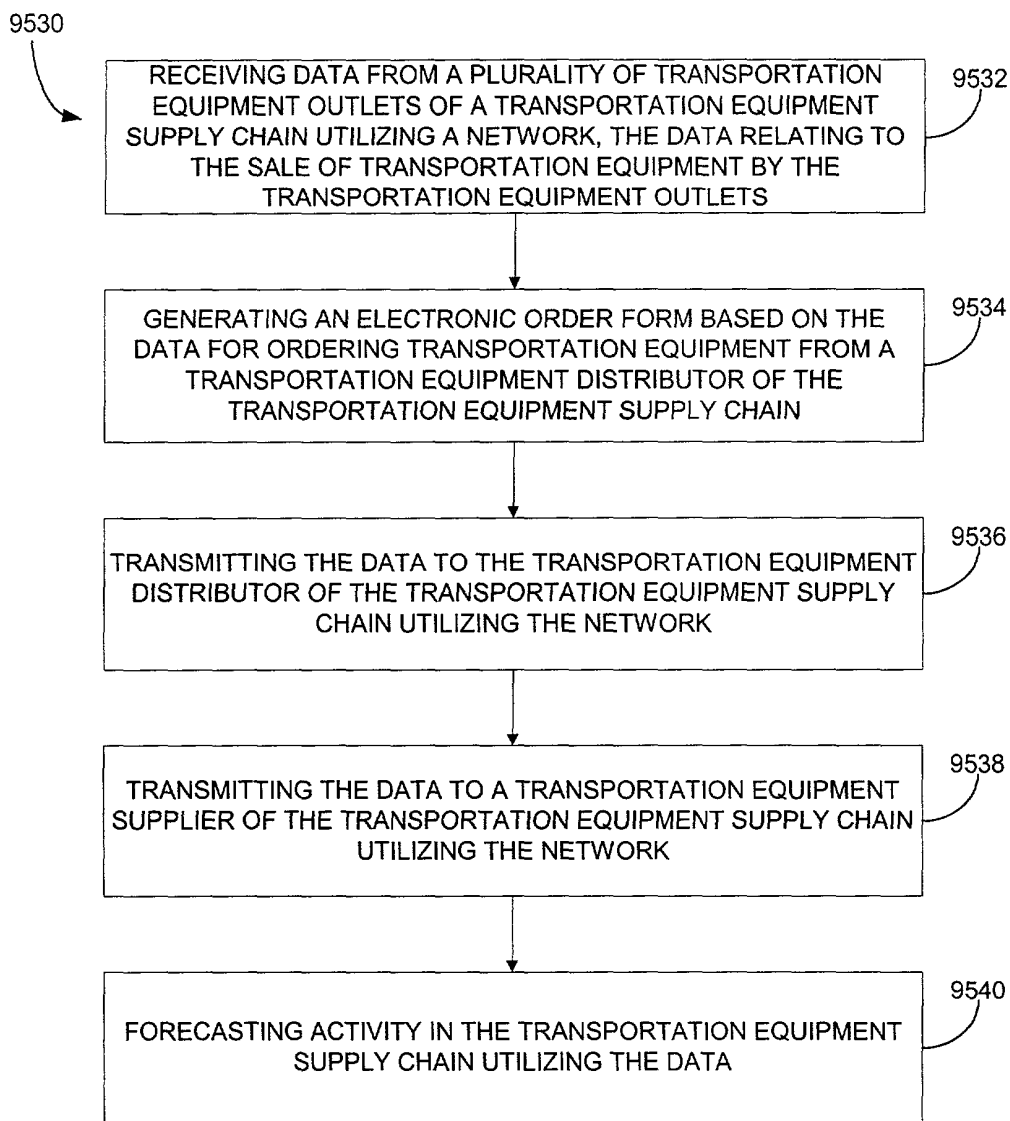 9530
RECEIVING DATA FROM A PLURALITY OF TRANSPORTATION
EQUIPMENT OUTLETS OF A TRANSPORTATION EQUIPMENT
SUPPLY CHAIN UTILIZING A NETWORK, THE DATA RELATING TO
THE SALE OF TRANSPORTATION EQUIPMENT BY THE
TRANSPORTATION EQUIPMENT OUTLETS
9532
GENERATING AN ELECTRONIC ORDER FORM BASED ON THE
DATA FOR ORDERING TRANSPORTATION EQUIPMENT FROM A
TRANSPORTATION EQUIPMENT DISTRIBUTOR OF THE
TRANSPORTATION EQUIPMENT SUPPLY CHAIN
9534
TRANSMITTING THE DATA TO THE TRANSPORTATION EQUIPMENT
DISTRIBUTOR OF THE TRANSPORTATION EQUIPMENT SUPPLY
CHAIN UTILIZING THE NETWORK
9536
TRANSMITTING THE DATA TO A TRANSPORTATION EQUIPMENT
SUPPLIER OF THE TRANSPORTATION EQUIPMENT SUPPLY CHAIN
UTILIZING THE NETWORK
9538
FORECASTING ACTIVITY IN THE TRANSPORTATION EQUIPMENT
SUPPLY CHAIN UTILIZING THE DATA
9540